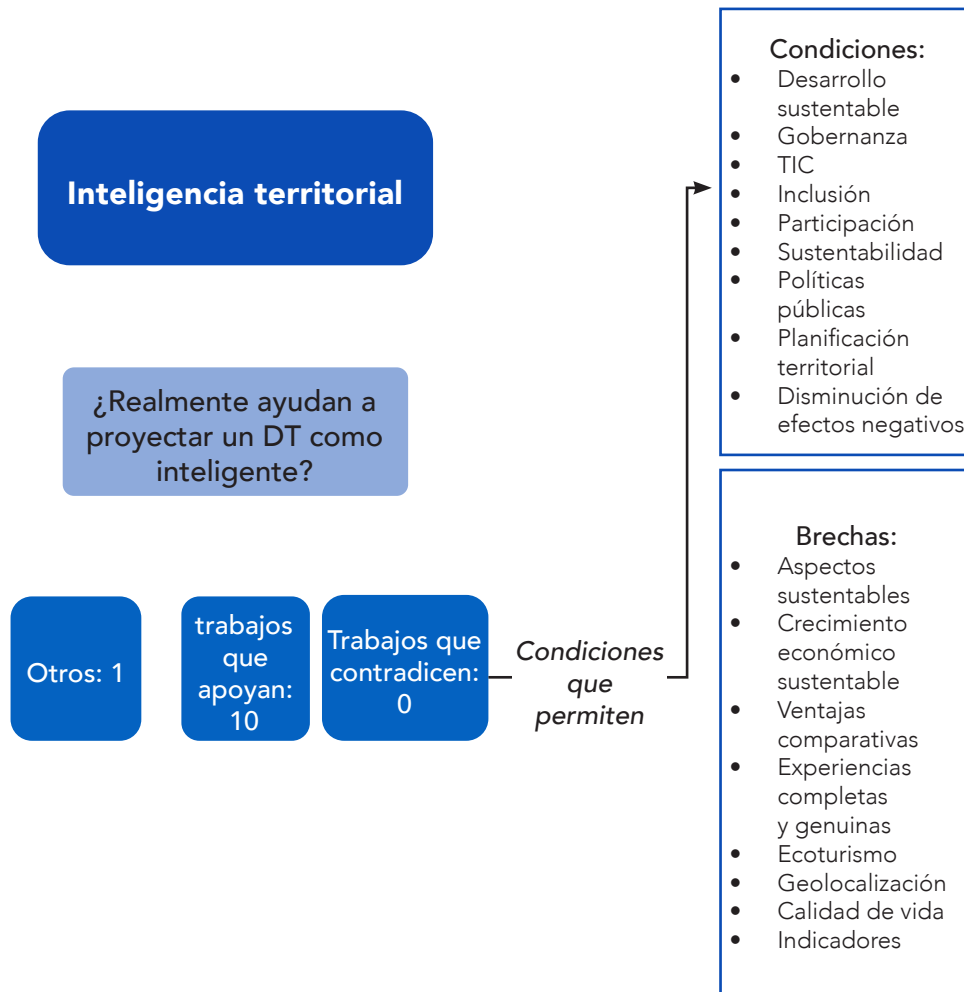 Inteligencia territorial
¿Realmente ayudan a
proyectar un DT como
inteligente?
Otros: 1
trabajos
que
apoyan:
10
Trabajos que
contradicen:
0
Condiciones
que
permiten
Condiciones:
• Desarrollo
sustentable
• Gobernanza
• TIC
• Inclusión
• Participación
• Sustentabilidad
• Políticas
públicas
• Planificación
territorial
• Disminución de
efectos negativos
Brechas:
• Aspectos
sustentables
• Crecimiento
económico
sustentable
• Ventajas
comparativas
• Experiencias
completas
y genuinas
• Ecoturismo
• Geolocalización
• Calidad de vida
• Indicadores